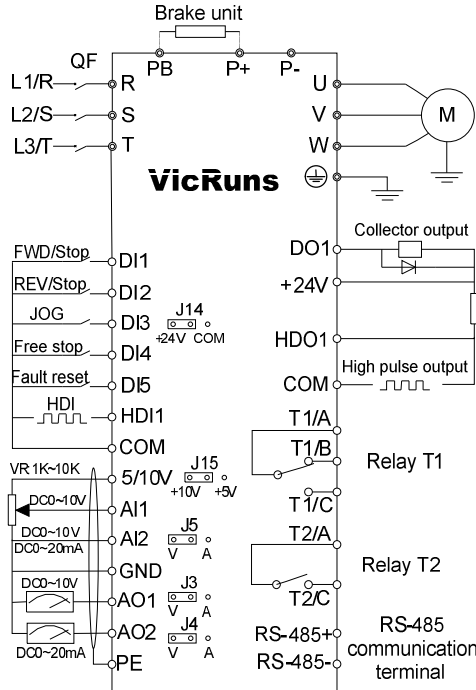 Brake unit
QF
PB
P+
P-
L1/R
R
U
L2/S
S
V
M
L3/T
T
W
VicRuns
Collector output
FWD/Stop
DI1
DO1
REV/Stop
DI2
+24V
JOG
DI3
J14
+24V COM
HDO1
Free stop
DI4
High pulse output
Fault reset
DI5
COM
HDI
HDI1
T1/A
COM
T1/B
Relay T1
VR 1K~10K
5/10V
J15
+10V +5V
T1/C
DC0~10V
AI1
T2/A
DC0~10V
DC0~20mA
AI2
J5
V A
Relay T2
GND
DC0~10V
AO1
J3
V A
T2/C
AO2
J4
V A
DC0~20mA
RS-485+
RS-485
communication
terminal
PE
RS-485-